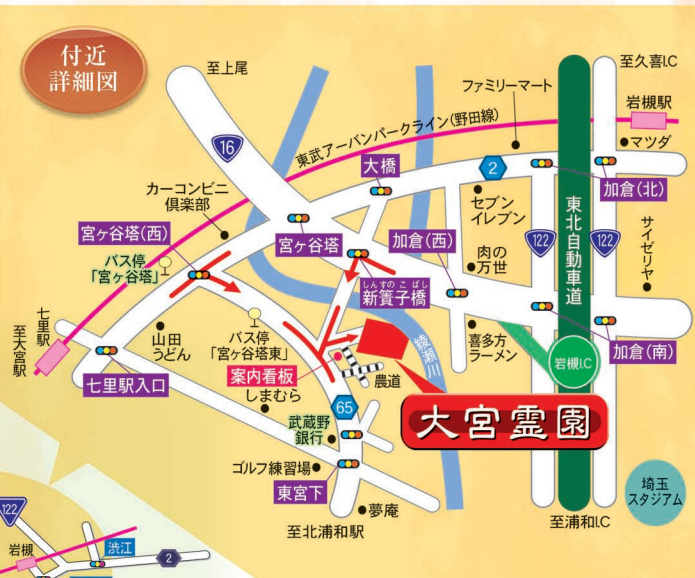 付近
詳細図
至上尾
至久喜I.C
ファミリーマート
岩槻駅
東武アーバンパークライン(野田線)
マツダ
16
大橋
2
加倉(北)
カーコンビニ
倶楽部
セブン
イレブン
東北自動車道
サイゼリヤ
宮ヶ谷塔(西)
宮ヶ谷塔
加倉(西)
122
122
バス停
「宮ヶ谷塔」
肉の
万世
しんすのこばし
新簀子橋
七里駅
至大宮駅
山田
うどん
バス停
「宮ヶ谷塔東」
綾瀬川
喜多方
ラーメン
岩槻I.C
加倉(南)
七里駅入口
案内看板
農道
しまむら
65
大宮霊園
武蔵野
銀行
ゴルフ練習場
東宮下
夢庵
埼玉
スタジアム
至北浦和駅
至浦和I.C
122
岩槻
渋江
2